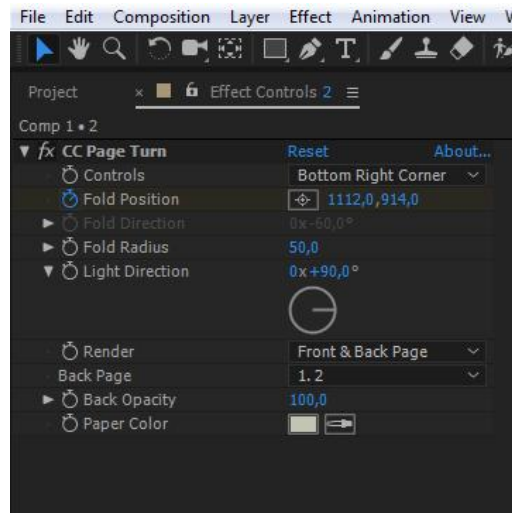 File Edit Composition Layer Effect Animation View
Project × Effect Controls 2 ≡
Comp 1 • 2
fx CC Page Turn Reset About...
Controls Bottom Right Corner
Fold Position 1112,0,914,0
Fold Direction 0x-60,0°
Fold Radius 50,0
Light Direction 0x+90,0°
Render Front & Back Page
Back Page 1. 2
Back Opacity 100,0
Paper Color